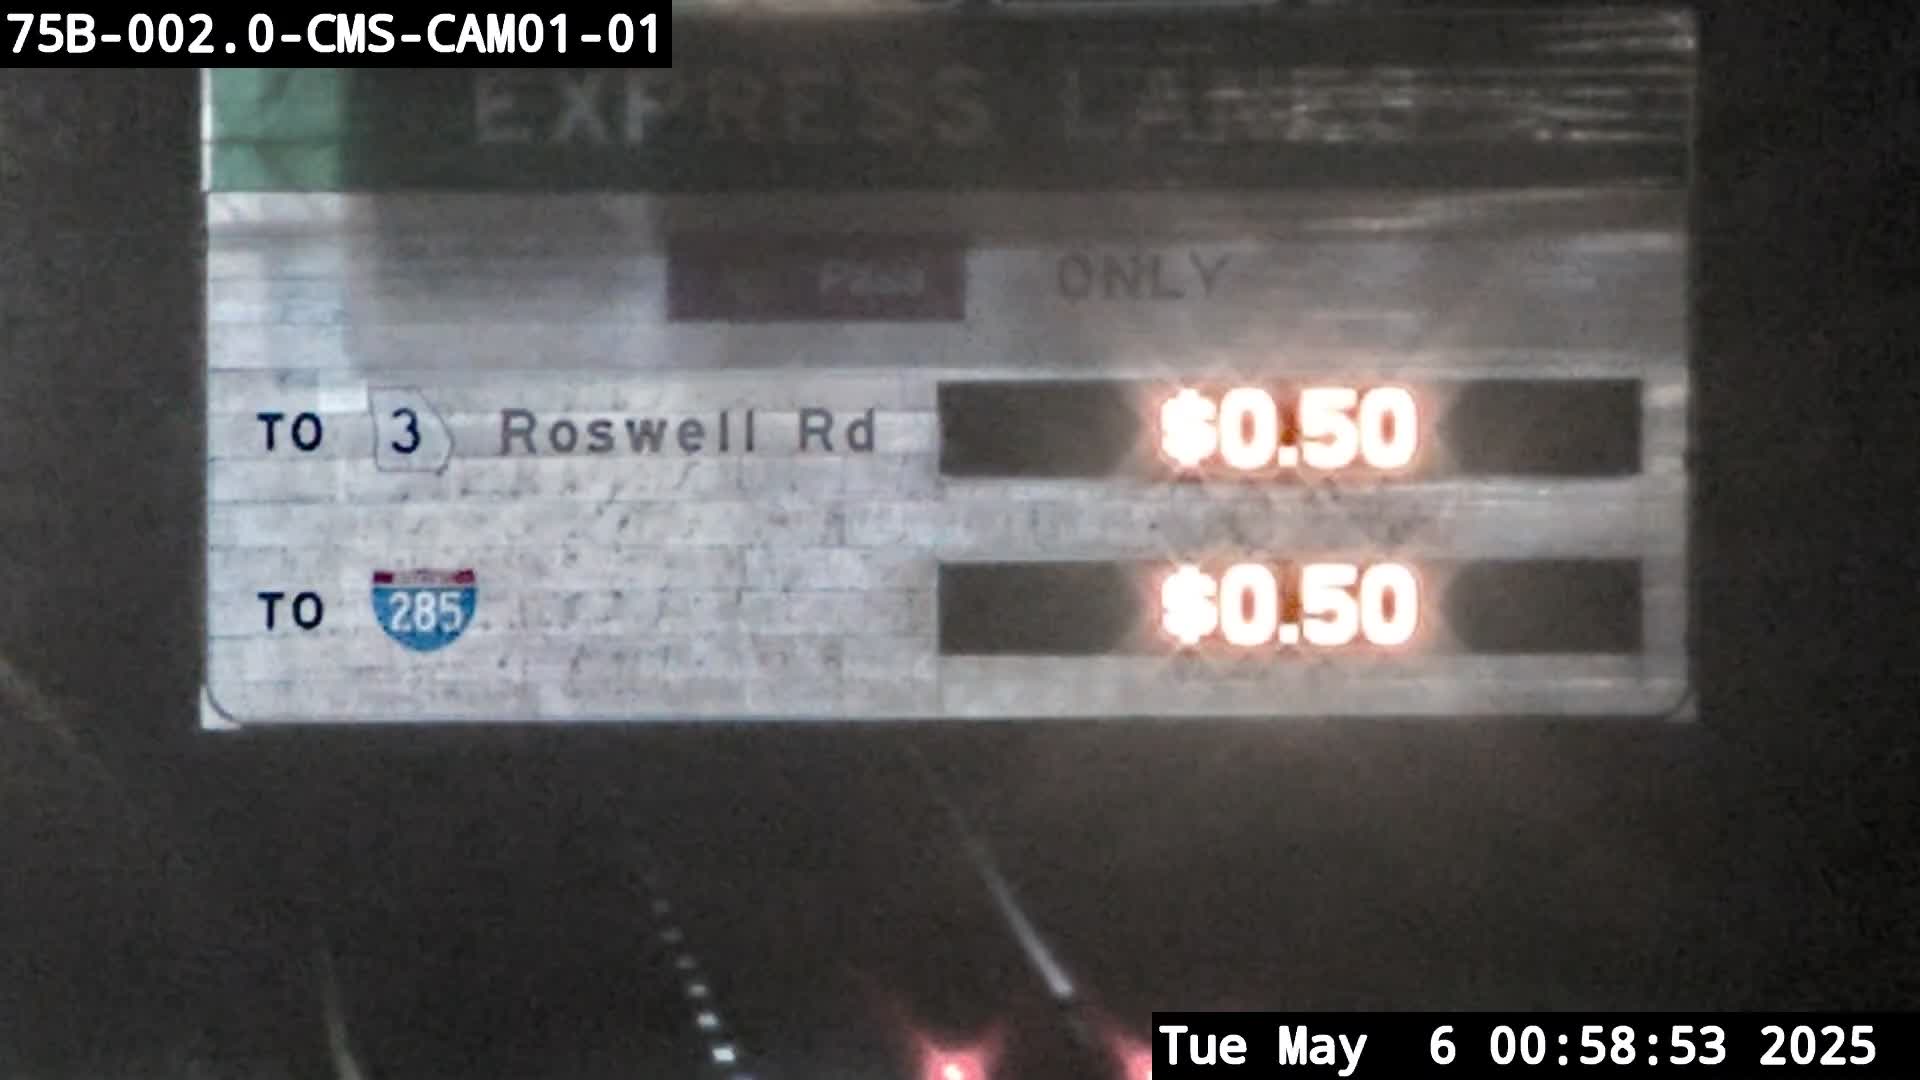 75B-002.0-CMS-CAM01-01
EXPRESS LANES
Pass ONLY
TO 3 Roswell Rd $0.50
TO 285 $0.50
Tue May 6 00:58:53 2025